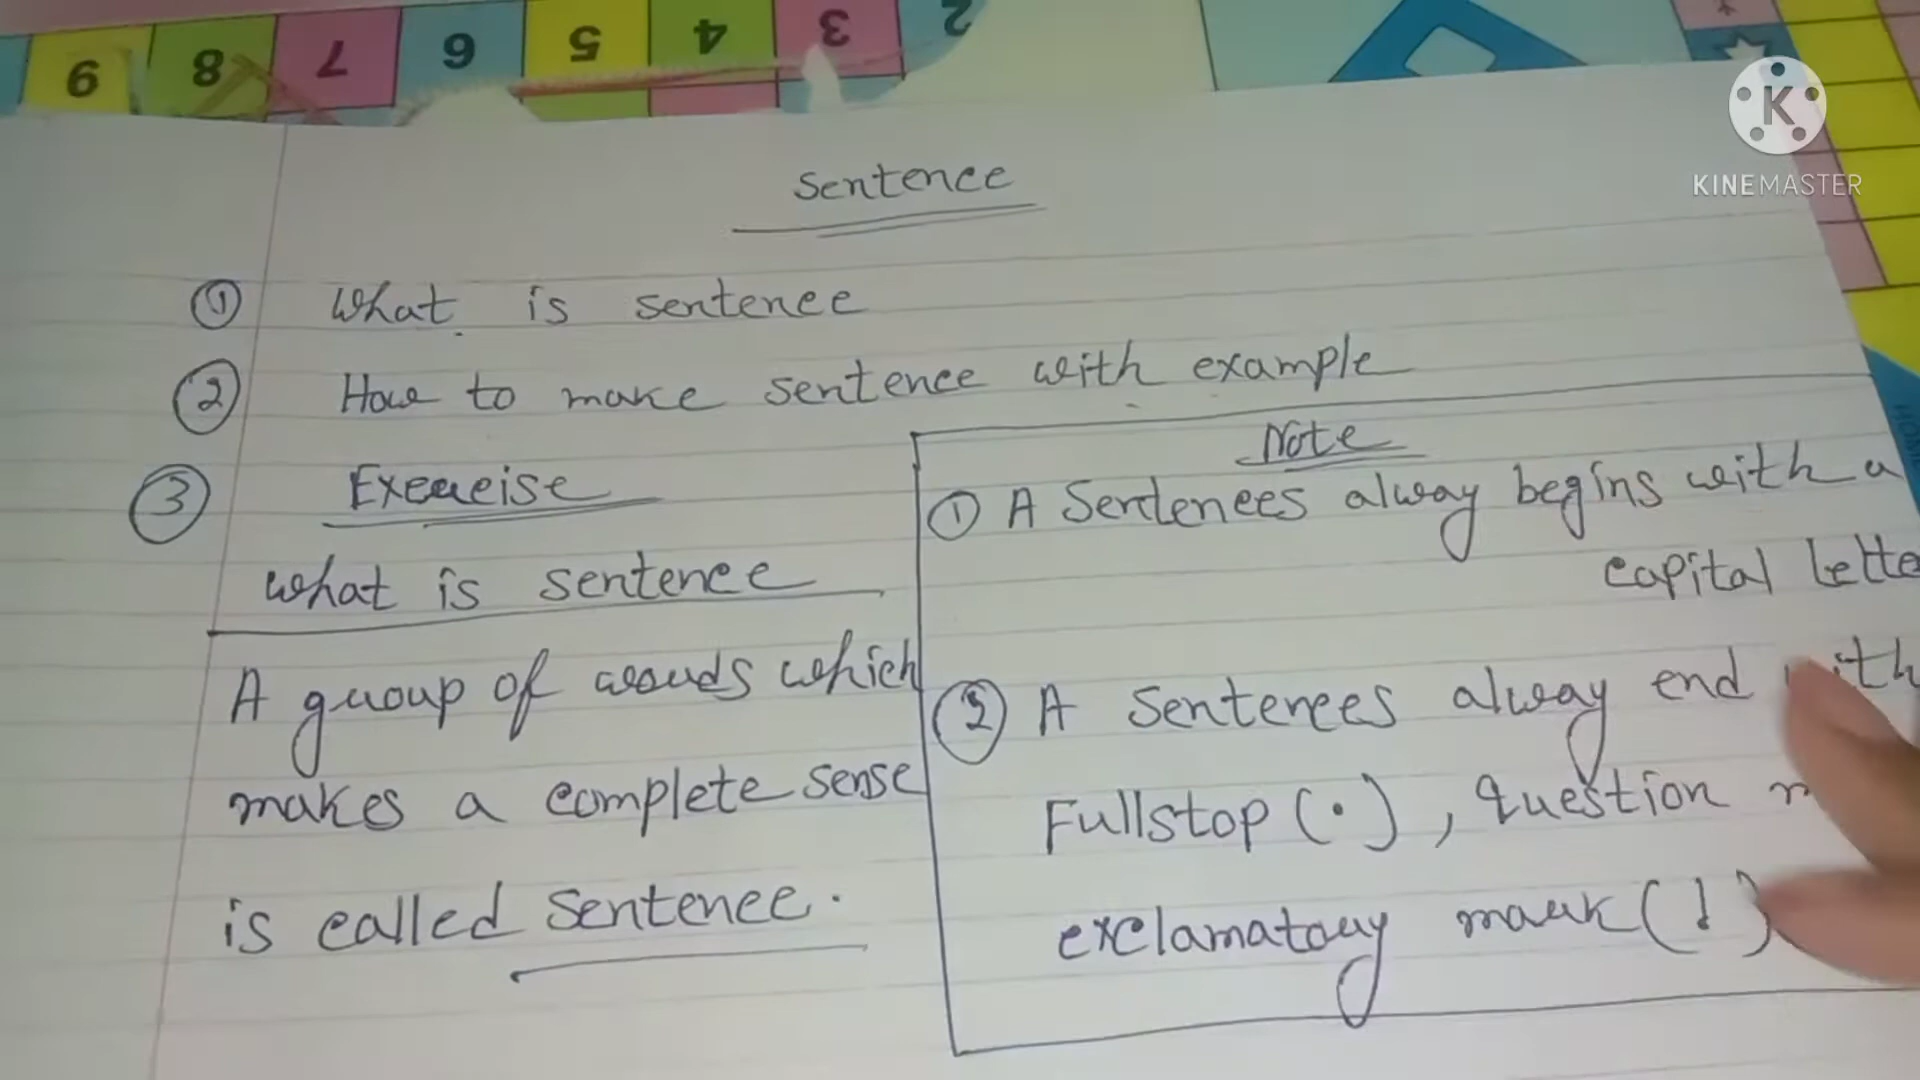 9 8 7 6 5 4 3 2
KINEMASTER
Sentence
① What is sentence
② How to make sentence with example
③ Exercise
what is sentence
A group of words which
makes a complete sense
is called sentence.
Note
① A Sentences alway begins with a
capital lette
② A Sentences alway end with
Fullstop (.), question m
exclamatory mark (!)